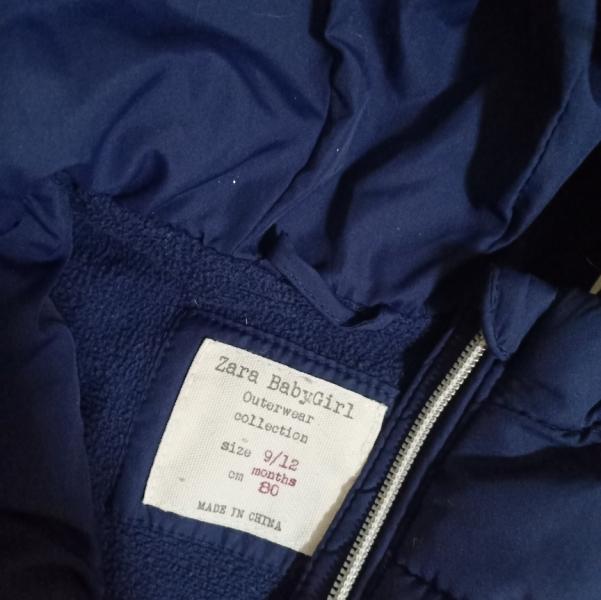 Zara BabyGirl
Outerwear
collection
size 9/12
months
cm 80
MADE IN CHINA